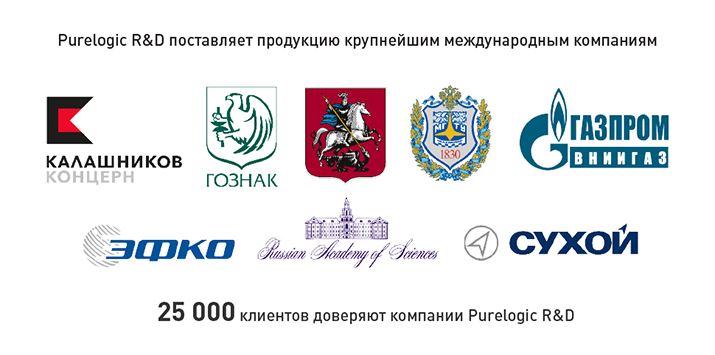 Purelogic R&D поставляет продукцию крупнейшим международным компаниям
КАЛАШНИКОВ
КОНЦЕРН
ГОЗНАК
1830
ГАЗПРОМ
ВНИИГАЗ
ЭФКО
Russian Academy of Sciences
СУХОЙ
25 000 клиентов доверяют компании Purelogic R&D